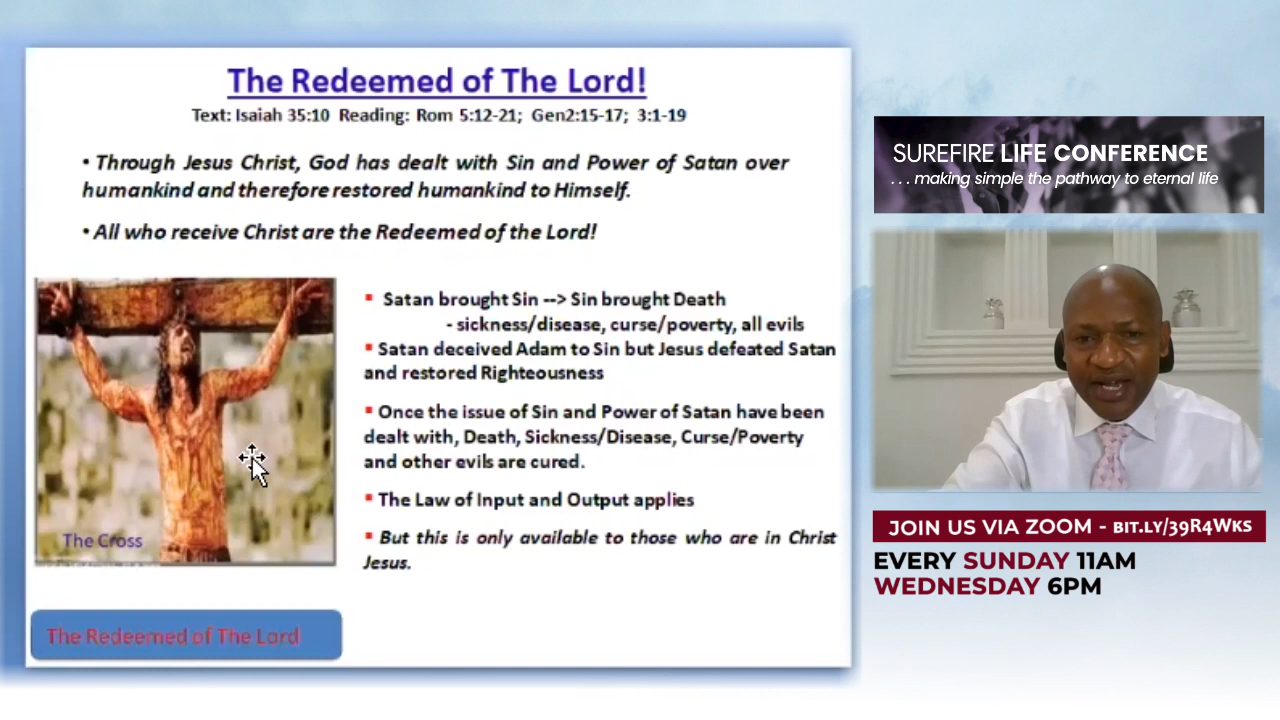 The Redeemed of The Lord!
Text: Isaiah 35:10 Reading: Rom 5:12-21; Gen2:15-17; 3:1-19
• Through Jesus Christ, God has dealt with Sin and Power of Satan over
humankind and therefore restored humankind to Himself.
• All who receive Christ are the Redeemed of the Lord!
▪ Satan brought Sin --> Sin brought Death
- sickness/disease, curse/poverty, all evils
▪ Satan deceived Adam to Sin but Jesus defeated Satan
and restored Righteousness
▪ Once the issue of Sin and Power of Satan have been
dealt with, Death, Sickness/Disease, Curse/Poverty
and other evils are cured.
▪ The Law of Input and Output applies
▪ But this is only available to those who are in Christ
Jesus.
The Cross
The Redeemed of The Lord
SUREFIRE LIFE CONFERENCE
. . . making simple the pathway to eternal life
JOIN US VIA ZOOM - BIT.LY/39R4WKS
EVERY SUNDAY 11AM
WEDNESDAY 6PM